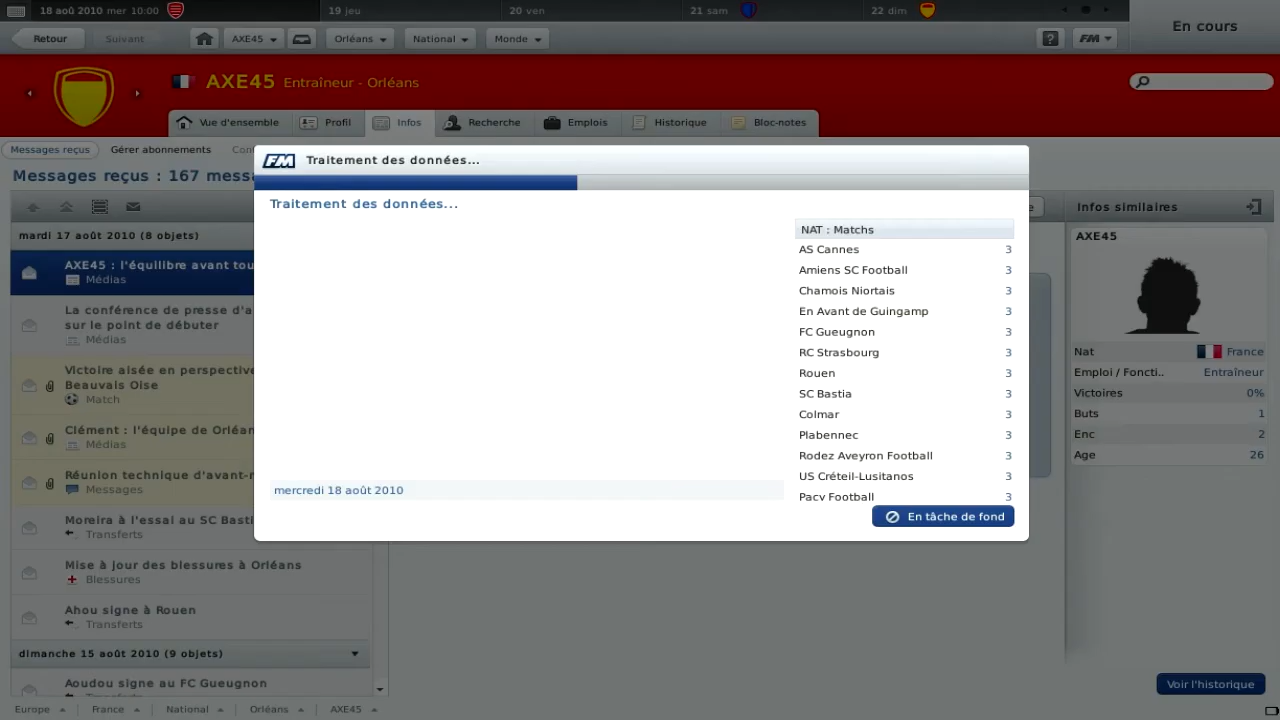 18 aoû 2010 mer 10:00
19 jeu
20 ven
21 sam
22 dim
En cours
Retour
Suivant
AXE45
Orléans
National
Monde
?
FM
AXE45 Entraîneur - Orléans
Vue d'ensemble
Profil
Infos
Recherche
Emplois
Historique
Bloc-notes
Messages reçus
Gérer abonnements
Messages reçus : 167
Infos similaires
FM Traitement des données...
Traitement des données...
NAT : Matchs
AS Cannes 3
Amiens SC Football 3
Chamois Niortais 3
En Avant de Guingamp 3
FC Gueugnon 3
RC Strasbourg 3
Rouen 3
SC Bastia 3
Colmar 3
Plabennec 3
Rodez Aveyron Football 3
US Créteil-Lusitanos 3
Pacy Football 3
mercredi 18 août 2010
En tâche de fond
mardi 17 août 2010 (8 objets)
AXE45 : l'équilibre avant
Médias
La conférence de presse
sur le point de débuter
Médias
Victoire aisée en perspective
Beauvais Oise
Match
Clément : l'équipe de
Médias
Réunion technique
Messages
Moreira à l'essai au SC
Transferts
Mise à jour des blessures à Orléans
Blessures
Ahou signe à Rouen
Transferts
dimanche 15 août 2010 (9 objets)
Aoudou signe au FC Gueugnon
Transferts
AXE45
Nat France
Emploi / Foncti.. Entraîneur
Victoires 0%
Buts 1
Enc 2
Age 26
Voir l'historique
Europe
France
National
Orléans
AXE45